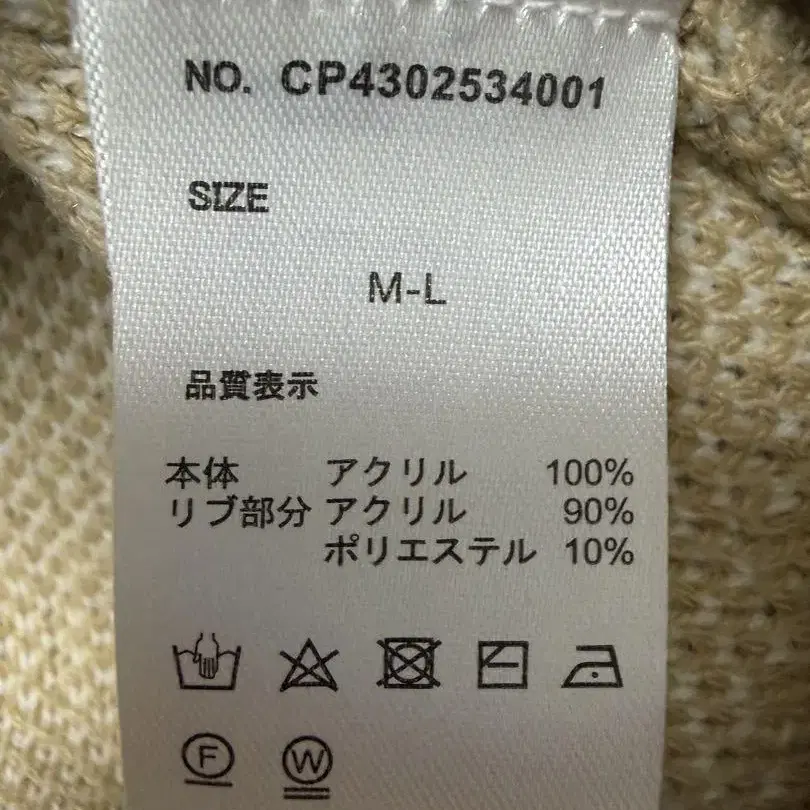 NO. CP4302534001
SIZE
M-L
品質表示
本体 アクリル 100%
リブ部分 アクリル 90%
ポリエステル 10%
F W